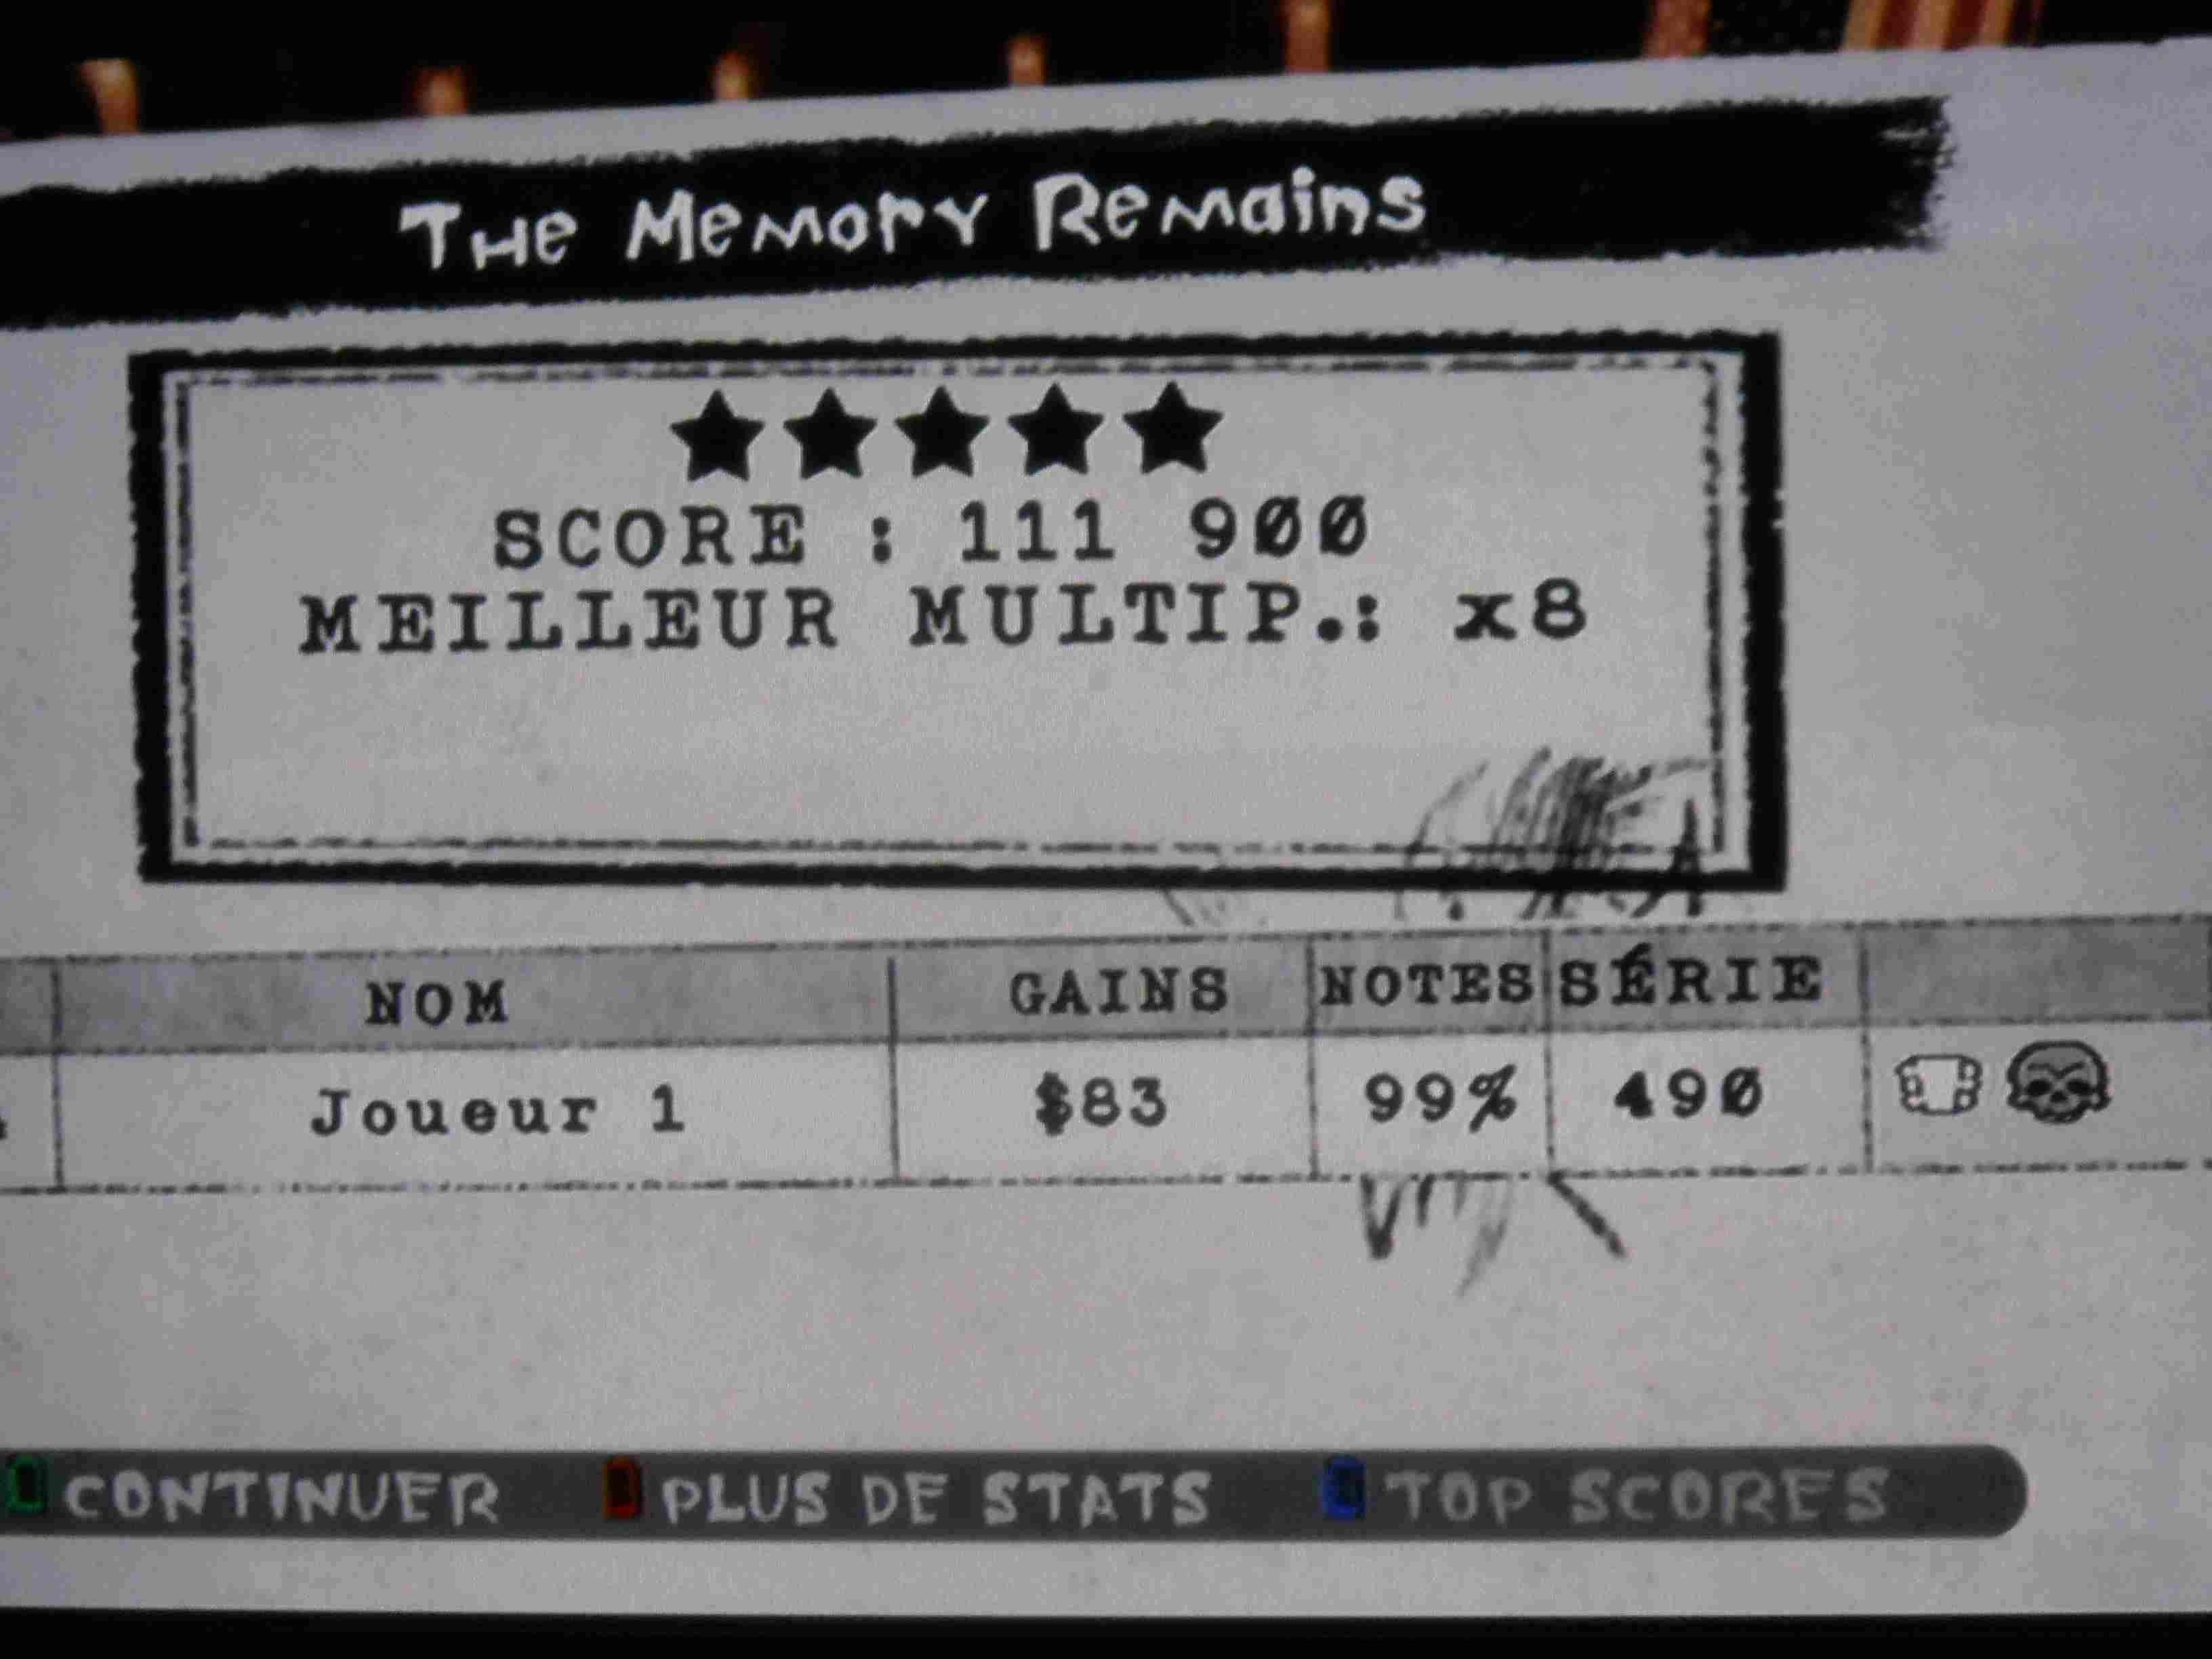 The Memory Remains
SCORE : 111 900
MEILLEUR MULTIP.: x8
NOM GAINS NOTES SÉRIE
Joueur 1 $83 99% 490
CONTINUER PLUS DE STATS TOP SCORES